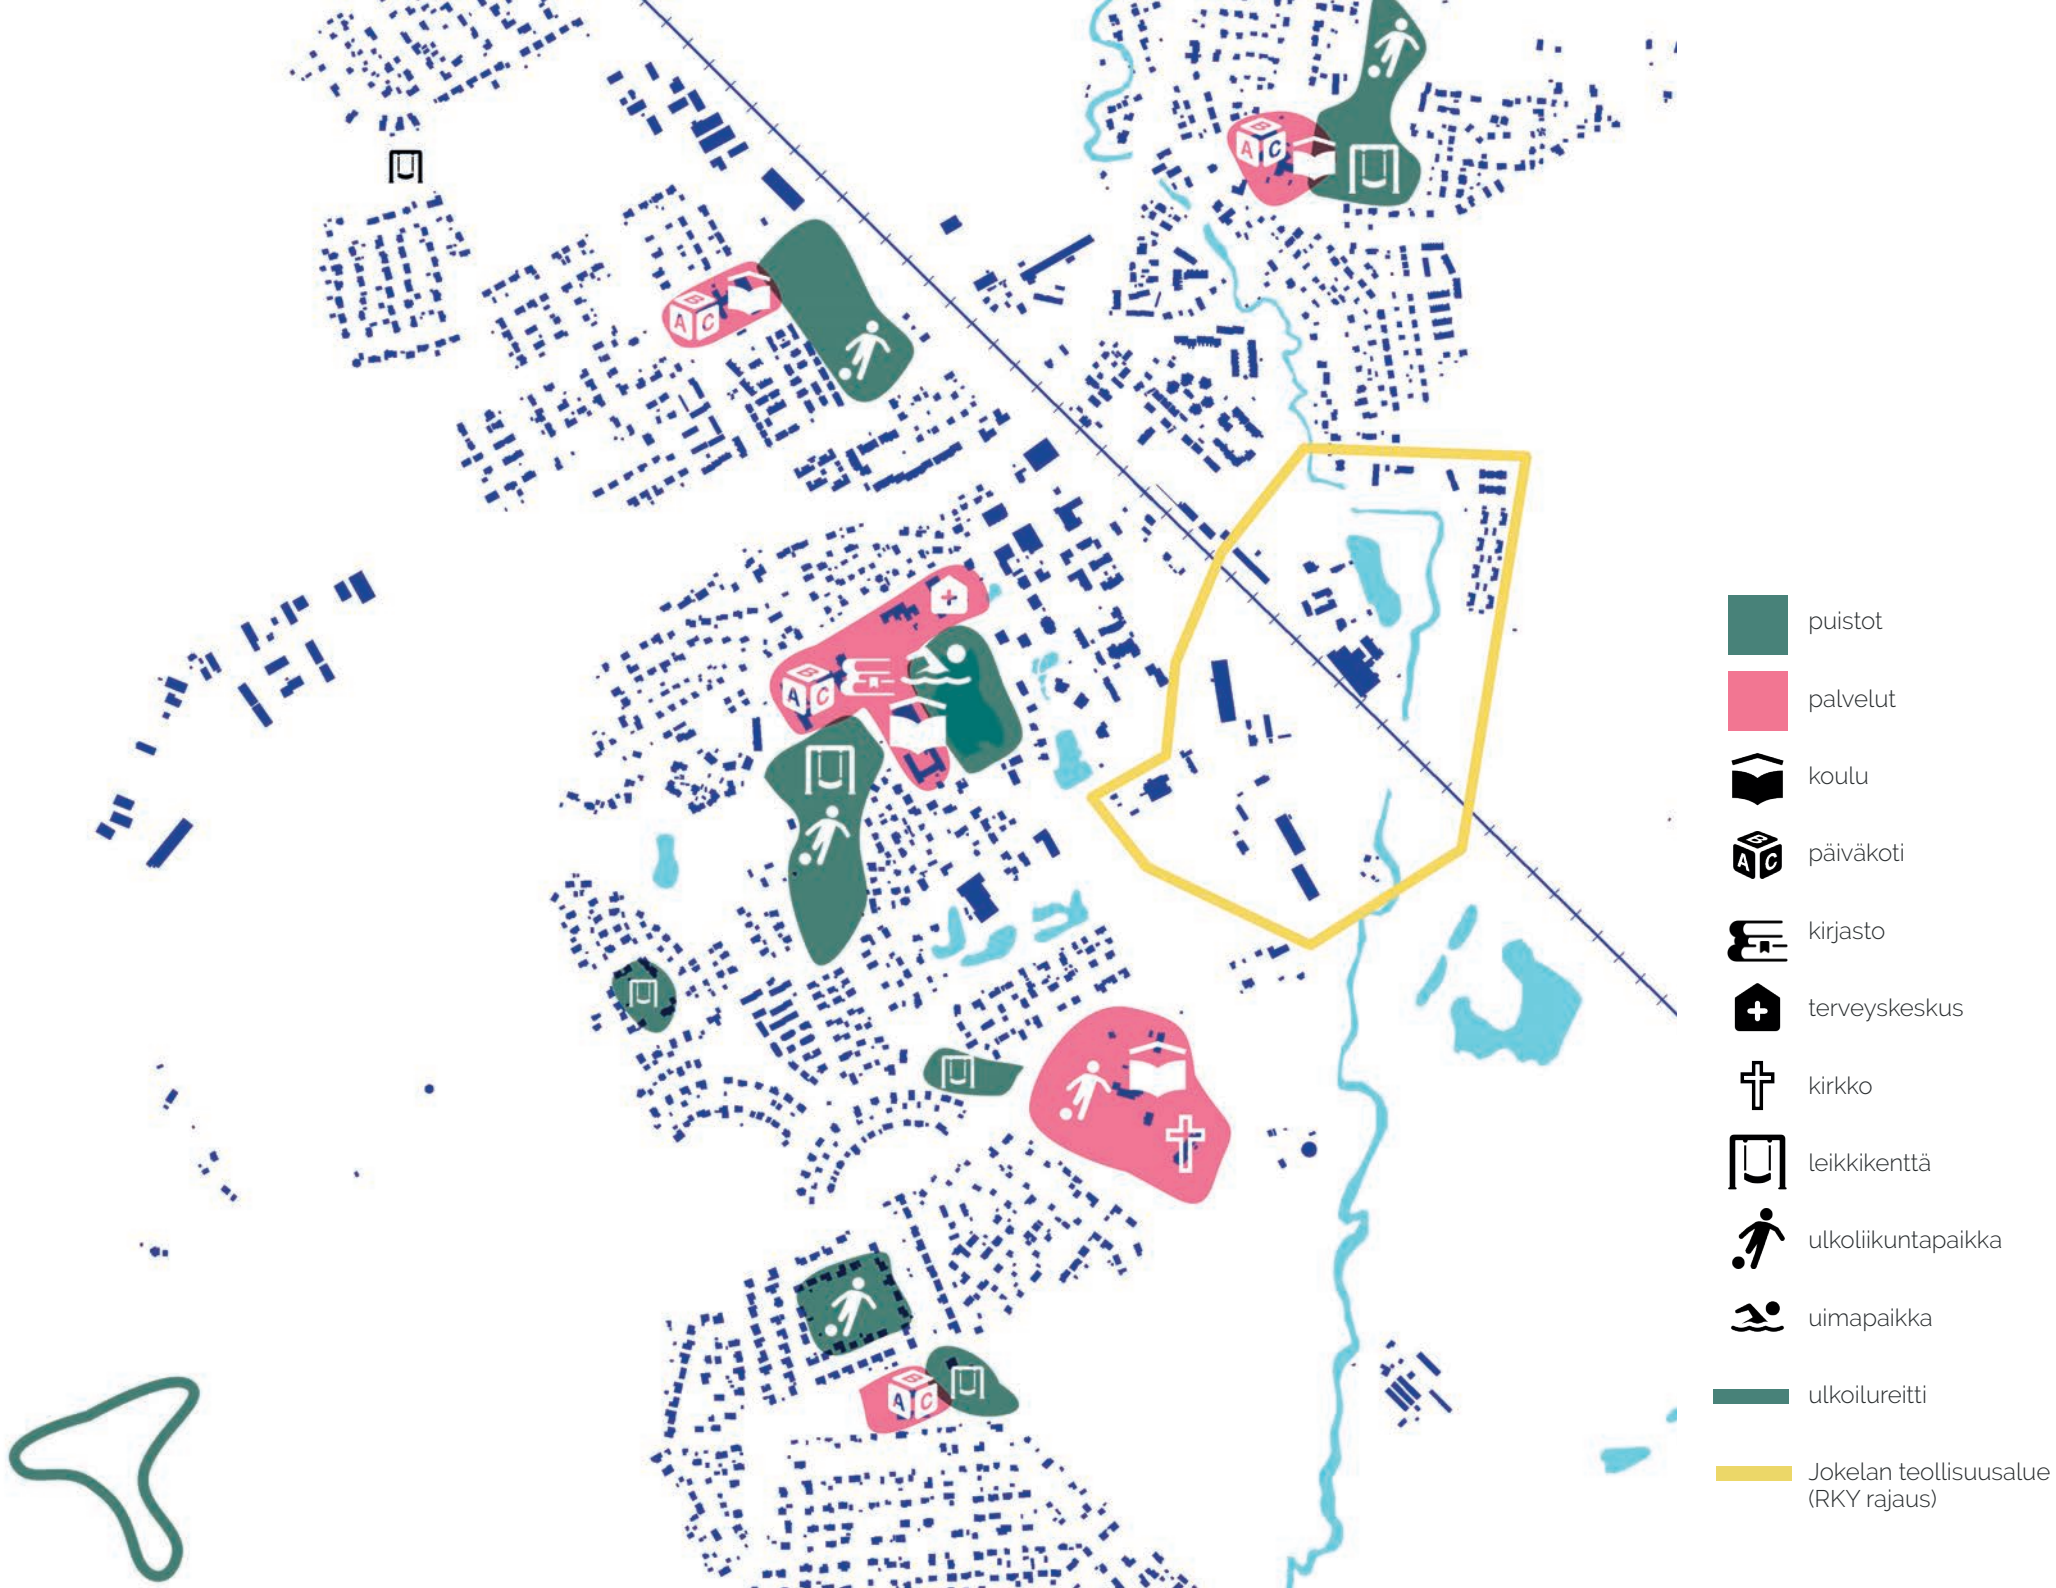 puistot
palvelut
koulu
päiväkoti
kirjasto
terveyskeskus
kirkko
leikkikenttä
ulkoliikuntapaikka
uimapaikka
ulkoilureitti
Jokelan teollisuusalue
(RKY rajaus)
B
A C
B
A C
B
A C
B
A C
B
A C